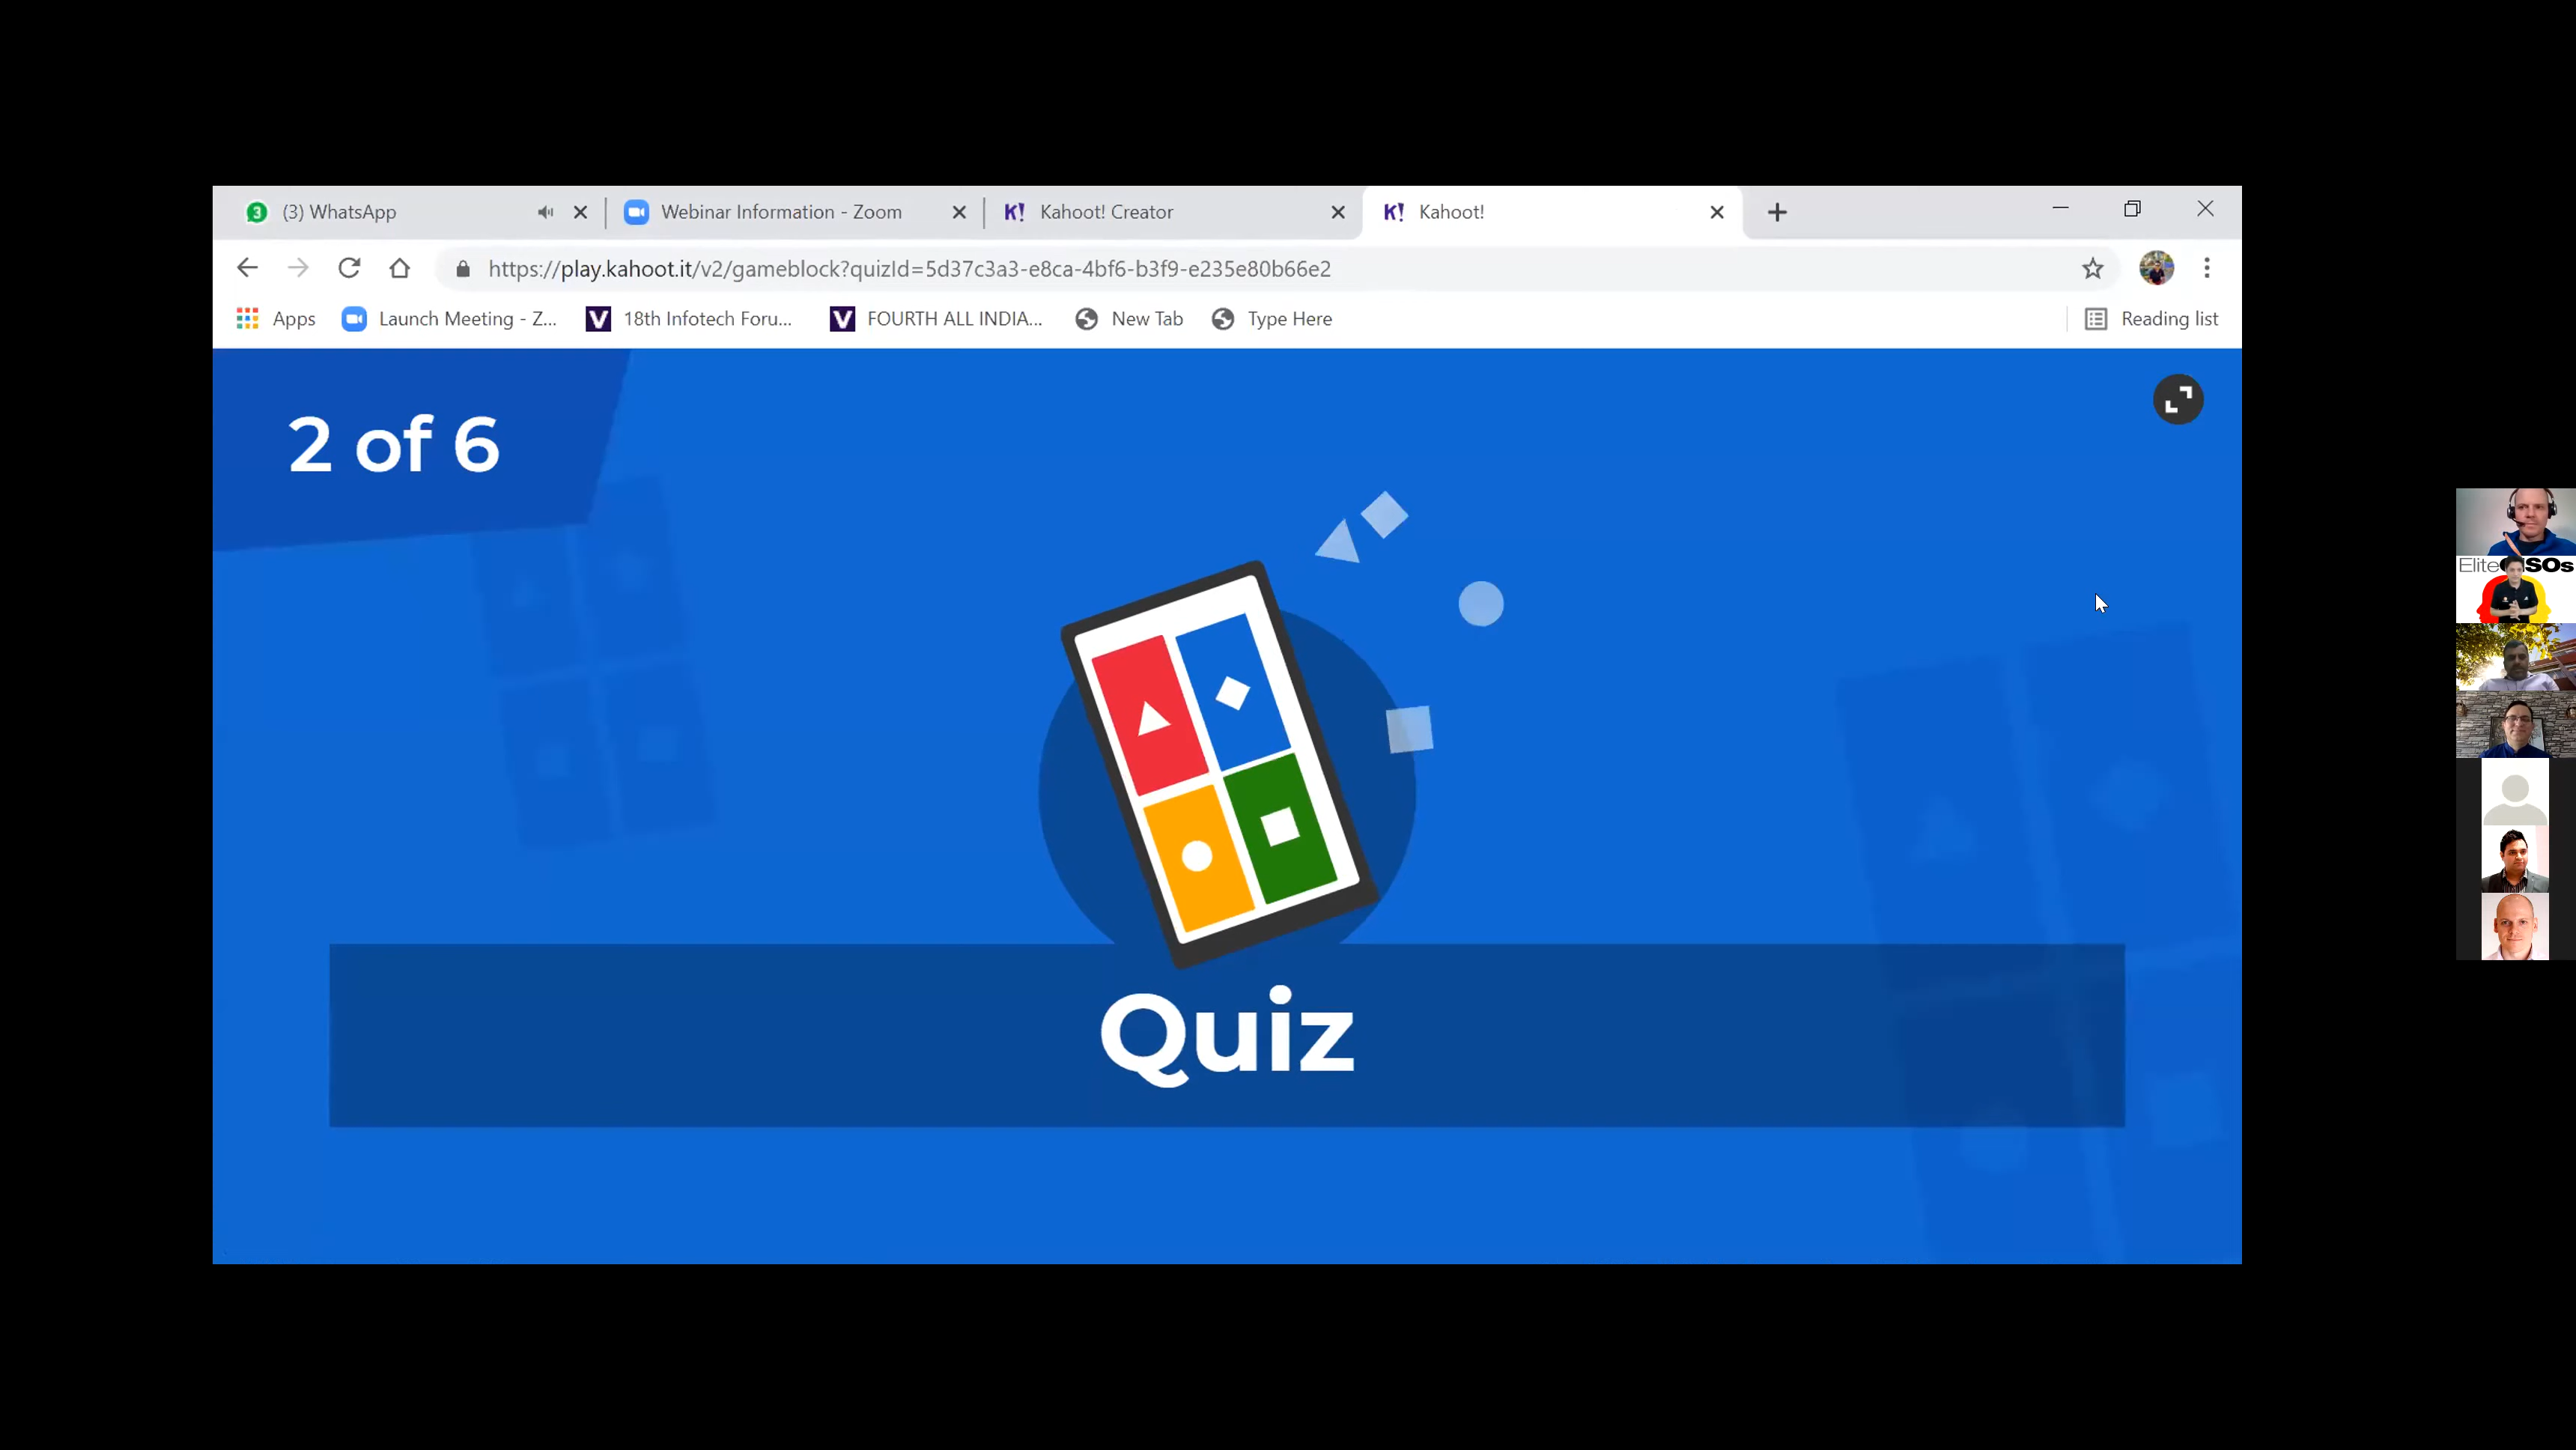 3 (3) WhatsApp
Webinar Information - Zoom
K! Kahoot! Creator
K! Kahoot!
https://play.kahoot.it/v2/gameblock?quizId=5d37c3a3-e8ca-4bf6-b3f9-e235e80b66e2
Apps
Launch Meeting - Z...
V 18th Infotech Foru...
V FOURTH ALL INDIA...
New Tab
Type Here
Reading list
2 of 6
Quiz
Elite SOs